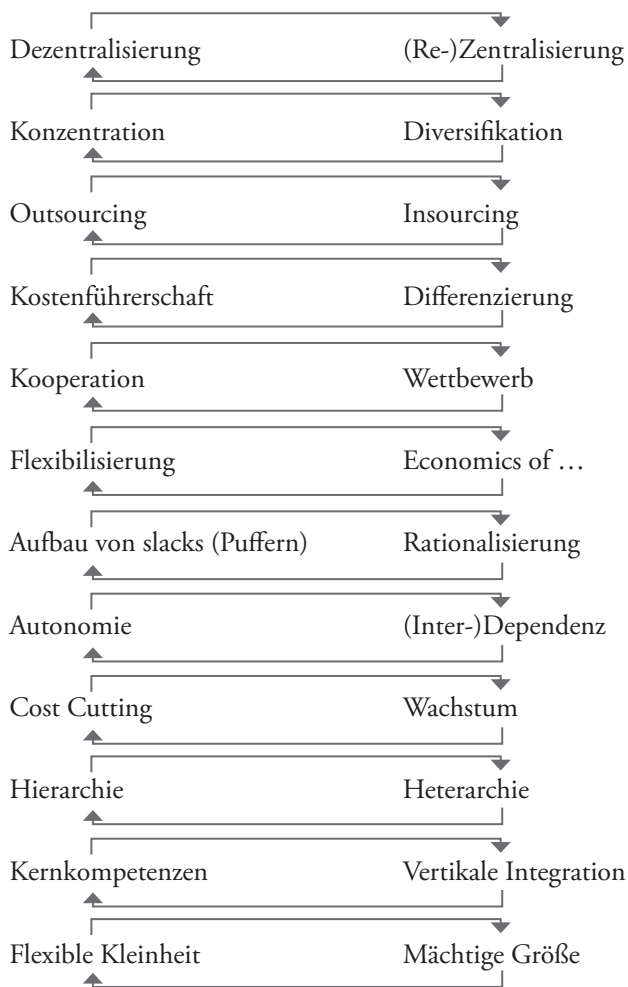 Dezentralisierung (Re-)Zentralisierung
Konzentration Diversifikation
Outsourcing Insourcing
Kostenführerschaft Differenzierung
Kooperation Wettbewerb
Flexibilisierung Economics of …
Aufbau von slacks (Puffern) Rationalisierung
Autonomie (Inter-)Dependenz
Cost Cutting Wachstum
Hierarchie Heterarchie
Kernkompetenzen Vertikale Integration
Flexible Kleinheit Mächtige Größe